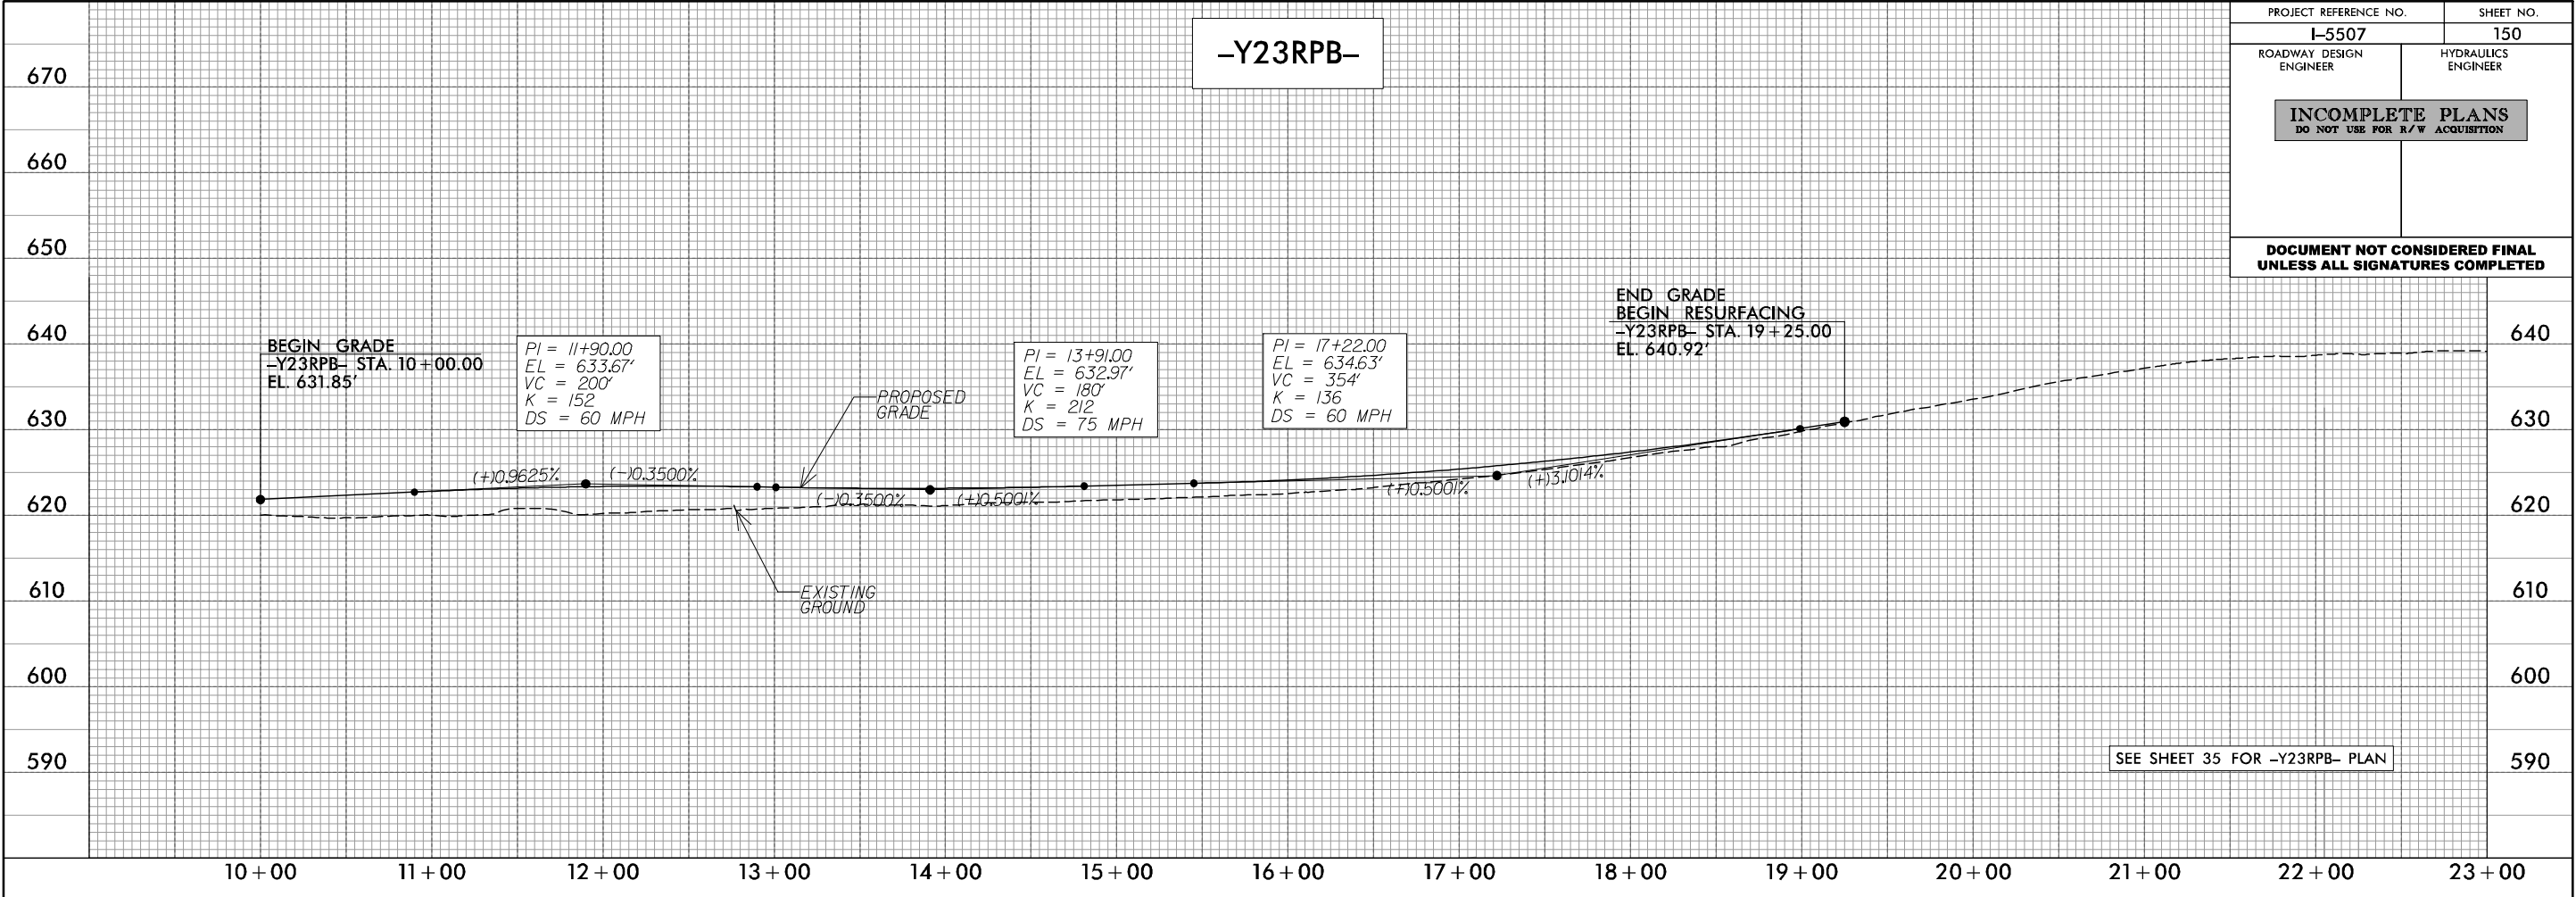 –Y23RPB–
PROJECT REFERENCE NO.
SHEET NO.
I–5507
150
ROADWAY DESIGN
ENGINEER
HYDRAULICS
ENGINEER
INCOMPLETE PLANS
DO NOT USE FOR R/W ACQUISITION
DOCUMENT NOT CONSIDERED FINAL
UNLESS ALL SIGNATURES COMPLETED
670
660
650
640
630
620
610
600
590
640
630
620
610
600
590
BEGIN GRADE
–Y23RPB– STA. 10+00.00
EL. 631.85'
PI = 11+90.00
EL = 633.67'
VC = 200'
K = 152
DS = 60 MPH
PROPOSED
GRADE
PI = 13+91.00
EL = 632.97'
VC = 180'
K = 212
DS = 75 MPH
PI = 17+22.00
EL = 634.63'
VC = 354'
K = 136
DS = 60 MPH
END GRADE
BEGIN RESURFACING
–Y23RPB– STA. 19+25.00
EL. 640.92'
(+)0.9625%
(–)0.3500%
(–)0.3500%
(+)0.5001%
(+)0.5001%
(+)3.1014%
EXISTING
GROUND
SEE SHEET 35 FOR –Y23RPB– PLAN
10+00
11+00
12+00
13+00
14+00
15+00
16+00
17+00
18+00
19+00
20+00
21+00
22+00
23+00